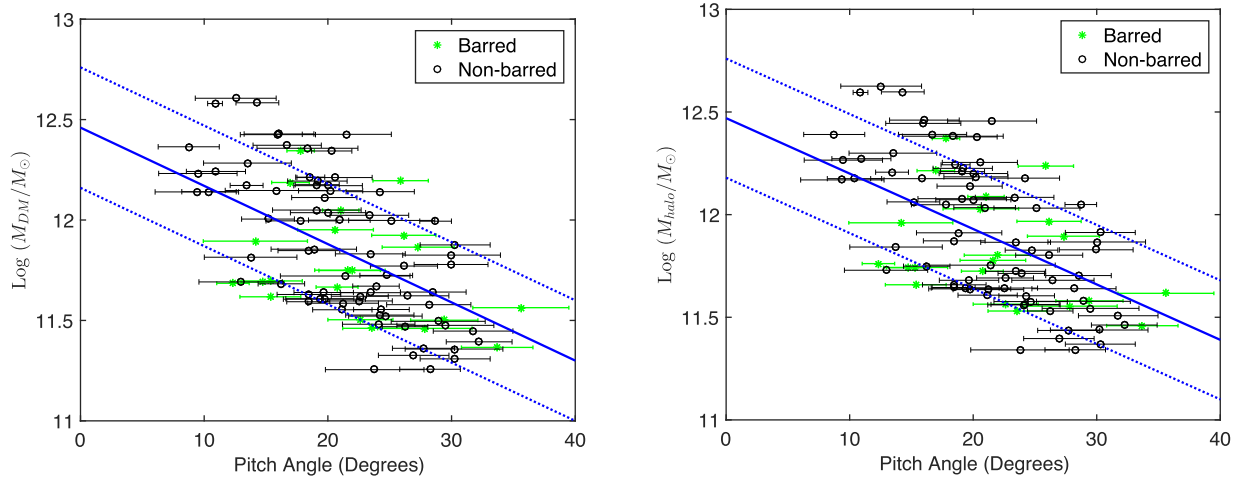 13
12.5
12
11.5
11
Log (M_DM/M_⊙)
0 10 20 30 40
Pitch Angle (Degrees)
Barred
Non-barred
13
12.5
12
11.5
11
Log (M_halo/M_⊙)
0 10 20 30 40
Pitch Angle (Degrees)
Barred
Non-barred